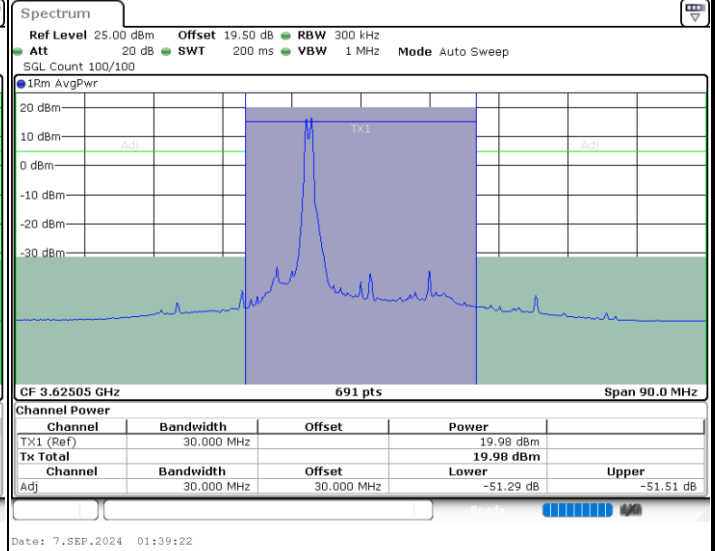 Spectrum
Ref Level 25.00 dBm Offset 19.50 dB RBW 300 kHz
Att 20 dB SWT 200 ms VBW 1 MHz Mode Auto Sweep
SGL Count 100/100
1Rm AvgPwr
20 dBm
TX1
10 dBm
Adj Adj
0 dBm
-10 dBm
-20 dBm
-30 dBm
CF 3.62505 GHz 691 pts Span 90.0 MHz
Channel Power
Channel Bandwidth Offset Power
TX1 (Ref) 30.000 MHz 19.98 dBm
Tx Total 19.98 dBm
Channel Bandwidth Offset Lower Upper
Adj 30.000 MHz 30.000 MHz -51.29 dB -51.51 dB
Ready
Date: 7.SEP.2024 01:39:22